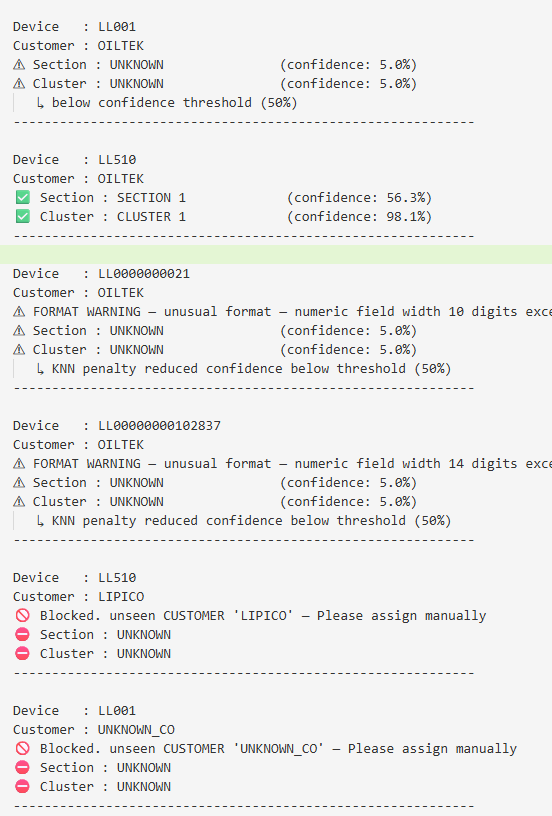 Device   : LL001
Customer : OILTEK
⚠ Section : UNKNOWN               (confidence: 5.0%)
⚠ Cluster : UNKNOWN               (confidence: 5.0%)
   ↳ below confidence threshold (50%)
------------------------------------------------------------
Device   : LL510
Customer : OILTEK
✅ Section : SECTION 1             (confidence: 56.3%)
✅ Cluster : CLUSTER 1             (confidence: 98.1%)
------------------------------------------------------------
Device   : LL0000000021
Customer : OILTEK
⚠ FORMAT WARNING — unusual format — numeric field width 10 digits exce
⚠ Section : UNKNOWN               (confidence: 5.0%)
⚠ Cluster : UNKNOWN               (confidence: 5.0%)
   ↳ KNN penalty reduced confidence below threshold (50%)
------------------------------------------------------------
Device   : LL00000000102837
Customer : OILTEK
⚠ FORMAT WARNING — unusual format — numeric field width 14 digits exce
⚠ Section : UNKNOWN               (confidence: 5.0%)
⚠ Cluster : UNKNOWN               (confidence: 5.0%)
   ↳ KNN penalty reduced confidence below threshold (50%)
------------------------------------------------------------
Device   : LL510
Customer : LIPICO
🚫 Blocked. unseen CUSTOMER 'LIPICO' — Please assign manually
⛔ Section : UNKNOWN
⛔ Cluster : UNKNOWN
------------------------------------------------------------
Device   : LL001
Customer : UNKNOWN_CO
🚫 Blocked. unseen CUSTOMER 'UNKNOWN_CO' — Please assign manually
⛔ Section : UNKNOWN
⛔ Cluster : UNKNOWN
------------------------------------------------------------